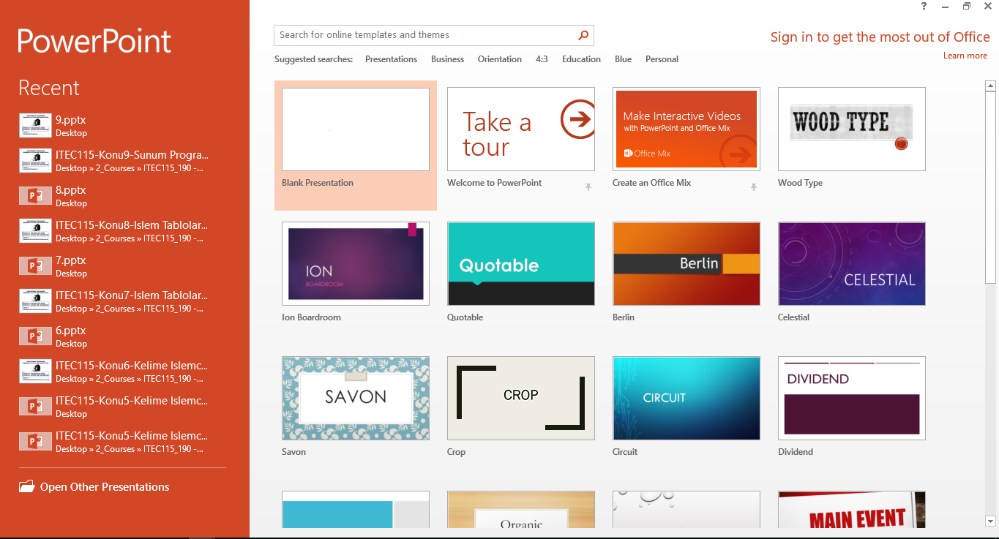 PowerPoint
Recent
9.pptx
Desktop
ITEC115-Konu9-Sunum Progra...
Desktop » 2_Courses » ITEC115_190 -...
8.pptx
Desktop
ITEC115-Konu8-Islem Tablolar...
Desktop » 2_Courses » ITEC115_190 -...
7.pptx
Desktop
ITEC115-Konu7-Islem Tablolar...
Desktop » 2_Courses » ITEC115_190 -...
6.pptx
Desktop
ITEC115-Konu6-Kelime Islemc...
Desktop » 2_Courses » ITEC115_190 -...
ITEC115-Konu5-Kelime Islemc...
Desktop
ITEC115-Konu5-Kelime Islemc...
Desktop » 2_Courses » ITEC115_190 -...
Open Other Presentations
?
Search for online templates and themes
Sign in to get the most out of Office
Learn more
Suggested searches: Presentations Business Orientation 4:3 Education Blue Personal
Take a
tour
Make Interactive Videos
with PowerPoint and Office Mix
Office Mix
WOOD TYPE
Blank Presentation
Welcome to PowerPoint
Create an Office Mix
Wood Type
ION
BOARDROOM
Quotable
Berlin
CELESTIAL
Ion Boardroom
Quotable
Berlin
Celestial
SAVON
CROP
CIRCUIT
DIVIDEND
Savon
Crop
Circuit
Dividend
Organic
MAIN EVENT